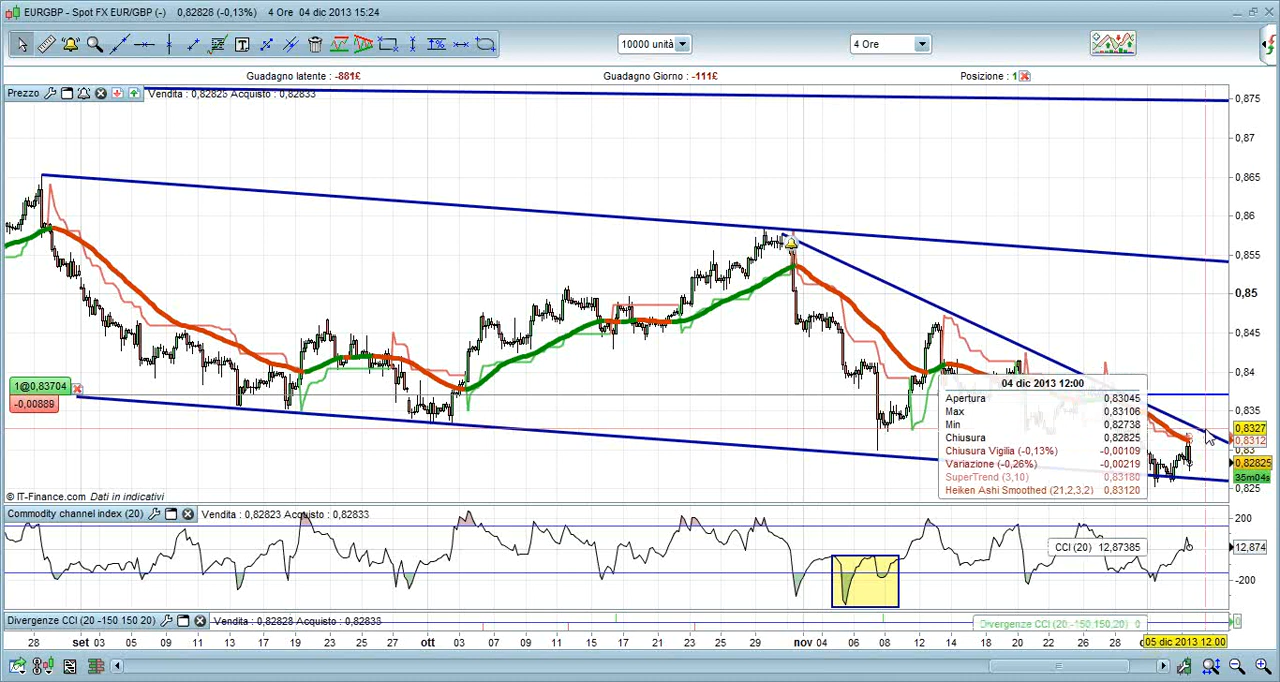 EURGBP - Spot FX EUR/GBP (-) 0,82828 (-0,13%) 4 Ore 04 dic 2013 15:24
10000 unità 4 Ore
Guadagno latente : -881£ Guadagno Giorno : -111£ Posizione : 1
Prezzo Vendita : 0,82825 Acquisto : 0,82833
0,875
0,87
0,865
0,86
0,855
0,85
0,845
0,84
0,835
0,8327
0,8312
0,83
0,82825
35m04s
0,825
1@0,83704
-0,00889
04 dic 2013 12:00
Apertura 0,83045
Max 0,83106
Min 0,82738
Chiusura 0,82825
Chiusura Vigilia (-0,13%) -0,00109
Variazione (-0,26%) -0,00219
SuperTrend (3,10) 0,83180
Heiken Ashi Smoothed (21,2,3,2) 0,83120
© IT-Finance.com Dati in indicativi
Commodity channel index (20) Vendita : 0,82823 Acquisto : 0,82833
200
CCI (20) 12,87385
12,874
-200
Divergenze CCI (20 -150 150 20) Vendita : 0,82828 Acquisto : 0,82833
Divergenze CCI (20;-150;150;20) 0
0
28 set 03 05 09 11 13 17 19 23 25 27 ott 03 07 09 11 15 17 21 23 25 29 nov 04 06 08 12 14 18 20 22 26 28 05 dic 2013 12:00